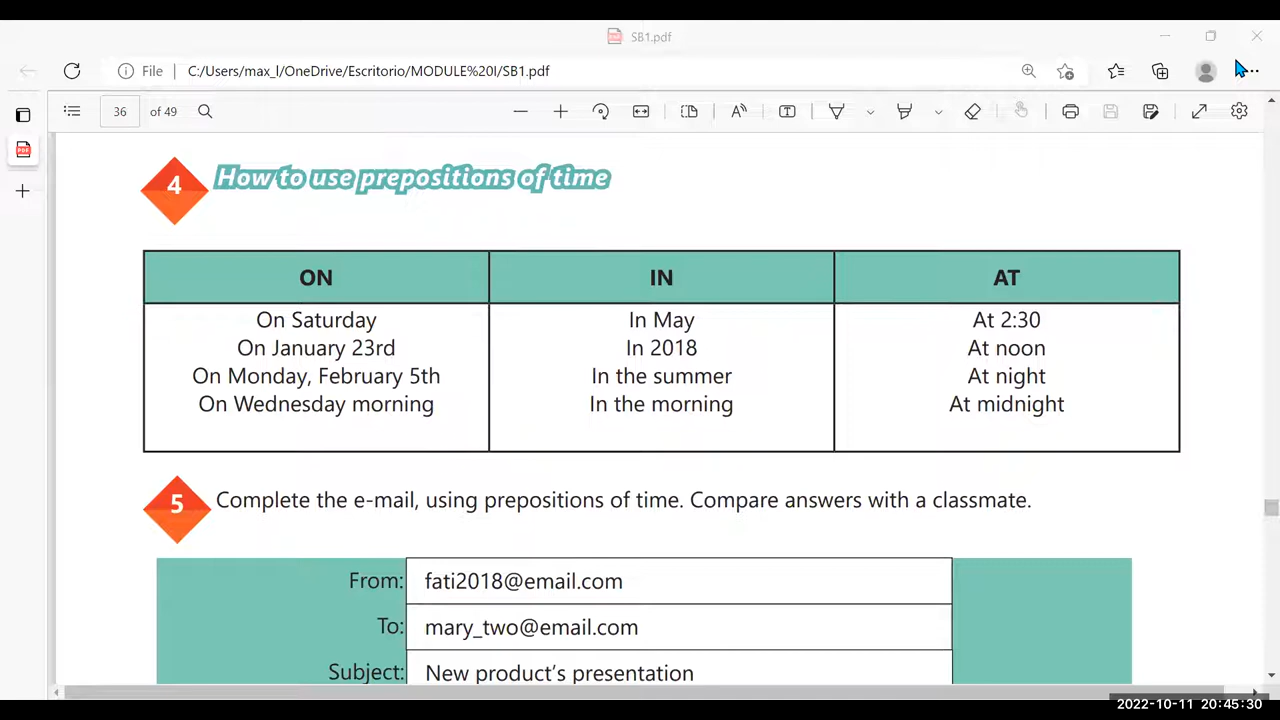 SB1.pdf
File C:/Users/max_l/OneDrive/Escritorio/MODULE%20I/SB1.pdf
36 of 49
4 How to use prepositions of time
ON IN AT
On Saturday In May At 2:30
On January 23rd In 2018 At noon
On Monday, February 5th In the summer At night
On Wednesday morning In the morning At midnight
5 Complete the e-mail, using prepositions of time. Compare answers with a classmate.
From: fati2018@email.com
To: mary_two@email.com
Subject: New product's presentation
2022-10-11 20:45:30